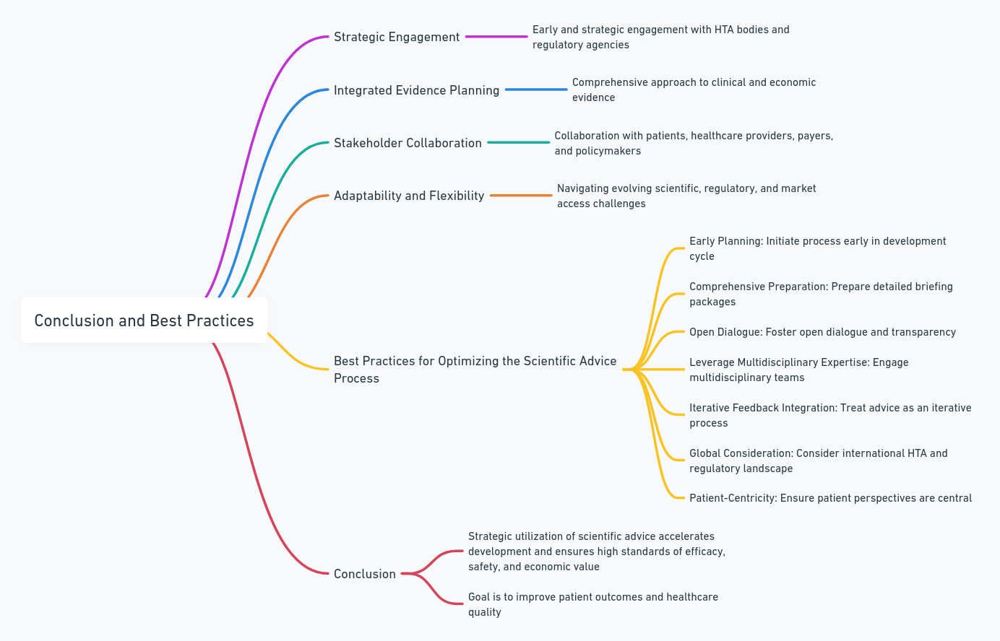 Strategic Engagement
Early and strategic engagement with HTA bodies and
regulatory agencies
Integrated Evidence Planning
Comprehensive approach to clinical and economic
evidence
Stakeholder Collaboration
Collaboration with patients, healthcare providers, payers,
and policymakers
Adaptability and Flexibility
Navigating evolving scientific, regulatory, and market
access challenges
Conclusion and Best Practices
Best Practices for Optimizing the Scientific Advice
Process
Early Planning: Initiate process early in development
cycle
Comprehensive Preparation: Prepare detailed briefing
packages
Open Dialogue: Foster open dialogue and transparency
Leverage Multidisciplinary Expertise: Engage
multidisciplinary teams
Iterative Feedback Integration: Treat advice as an iterative
process
Global Consideration: Consider international HTA and
regulatory landscape
Patient-Centricity: Ensure patient perspectives are central
Conclusion
Strategic utilization of scientific advice accelerates
development and ensures high standards of efficacy,
safety, and economic value
Goal is to improve patient outcomes and healthcare
quality